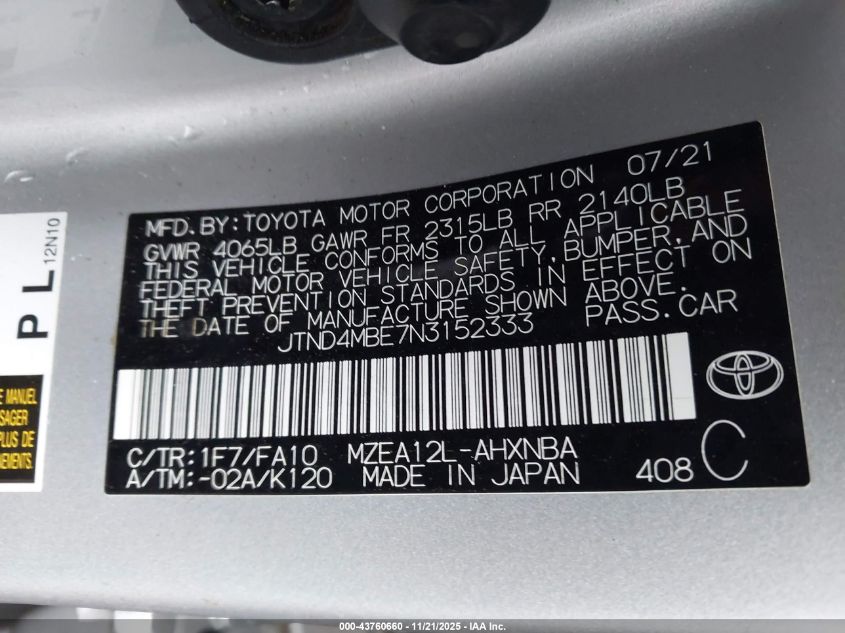 MFD.BY:TOYOTA MOTOR CORPORATION 07/21
GVWR 4065LB GAWR FR 2315LB RR 2140LB
THIS VEHICLE CONFORMS TO ALL APPLICABLE
FEDERAL MOTOR VEHICLE SAFETY,BUMPER,AND
THEFT PREVENTION STANDARDS IN EFFECT ON
THE DATE OF MANUFACTURE SHOWN ABOVE.
JTND4MBE7N3152333 PASS.CAR
C/TR:1F7/FA10 MZEA12L-AHXNBA
A/TM:-02A/K120 MADE IN JAPAN 408 C
P L
12N10
E MANUEL
SAGER
PLUS DE
000-43760660 - 11/21/2025 - IAA Inc.